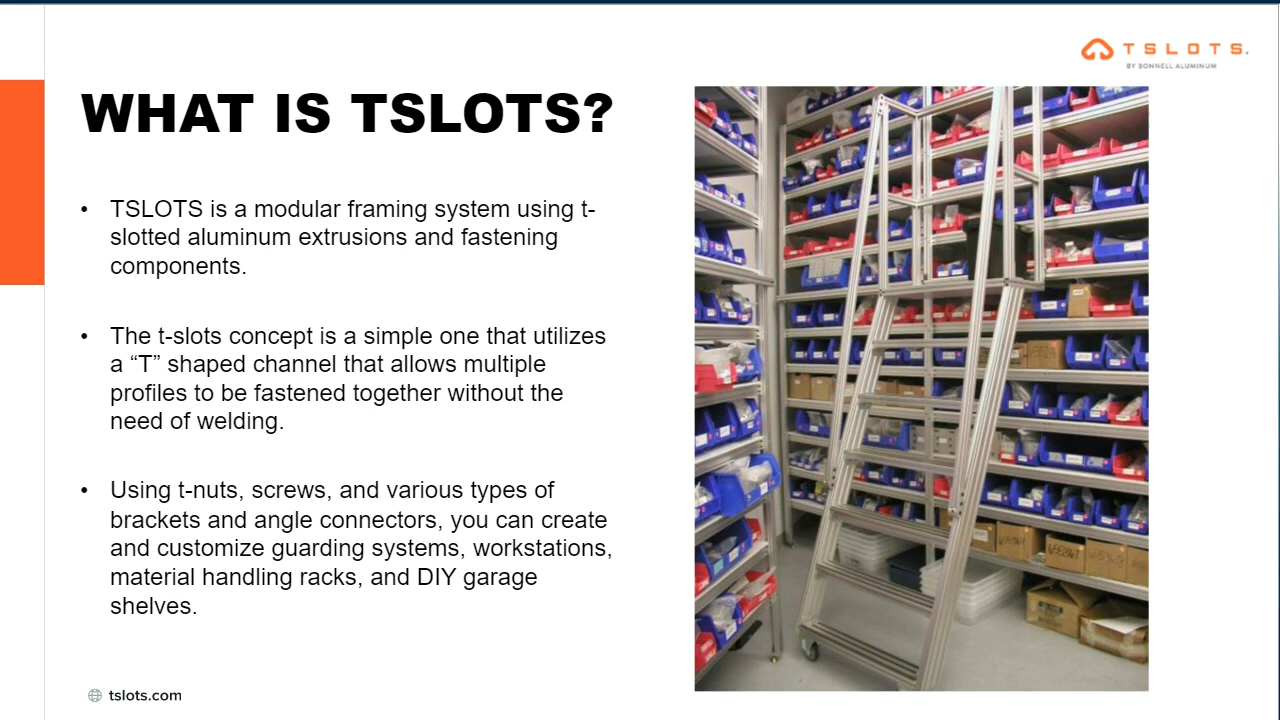 TSLOTS.
BY BONNELL ALUMINUM
WHAT IS TSLOTS?
• TSLOTS is a modular framing system using t-
slotted aluminum extrusions and fastening
components.
• The t-slots concept is a simple one that utilizes
a “T” shaped channel that allows multiple
profiles to be fastened together without the
need of welding.
• Using t-nuts, screws, and various types of
brackets and angle connectors, you can create
and customize guarding systems, workstations,
material handling racks, and DIY garage
shelves.
tslots.com